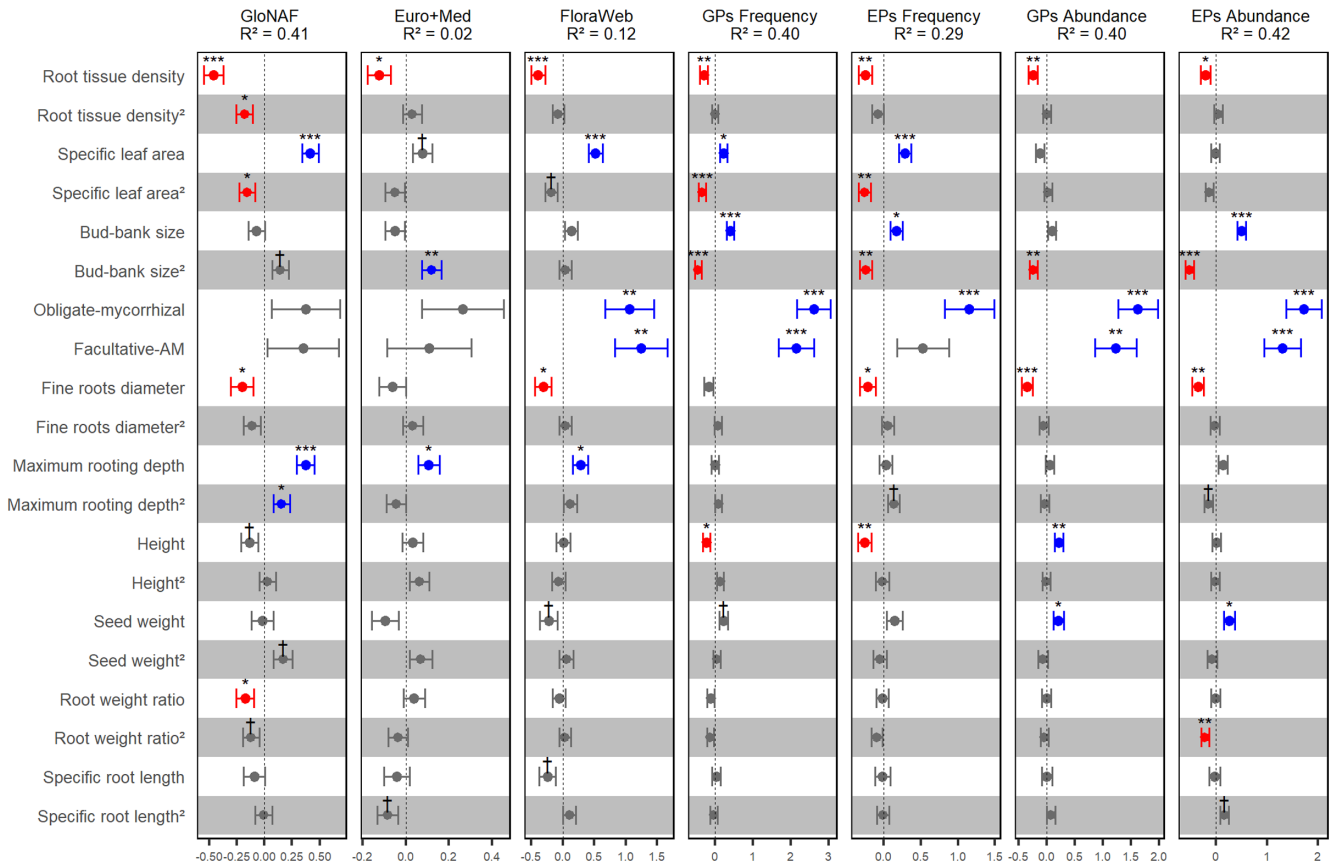 GloNAF Euro+Med FloraWeb GPs Frequency EPs Frequency GPs Abundance EPs Abundance
R² = 0.41 R² = 0.02 R² = 0.12 R² = 0.40 R² = 0.29 R² = 0.40 R² = 0.42
Root tissue density *** * *** ** ** ** *
Root tissue density² *
Specific leaf area *** † *** * ***
Specific leaf area² * † *** **
Bud-bank size *** * ***
Bud-bank size² † ** *** ** ** ***
Obligate-mycorrhizal ** *** *** *** ***
Facultative-AM ** *** ** ***
Fine roots diameter * * * *** **
Fine roots diameter²
Maximum rooting depth *** * *
Maximum rooting depth² * † †
Height † * ** **
Height²
Seed weight † † * *
Seed weight² †
Root weight ratio *
Root weight ratio² † **
Specific root length †
Specific root length² † †
-0.50 -0.25 0.00 0.25 0.50 -0.2 0.0 0.2 0.4 -0.5 0.0 0.5 1.0 1.5 0 1 2 3 0.0 0.5 1.0 1.5 0.0 0.5 1.0 1.5 2.0 0 1 2